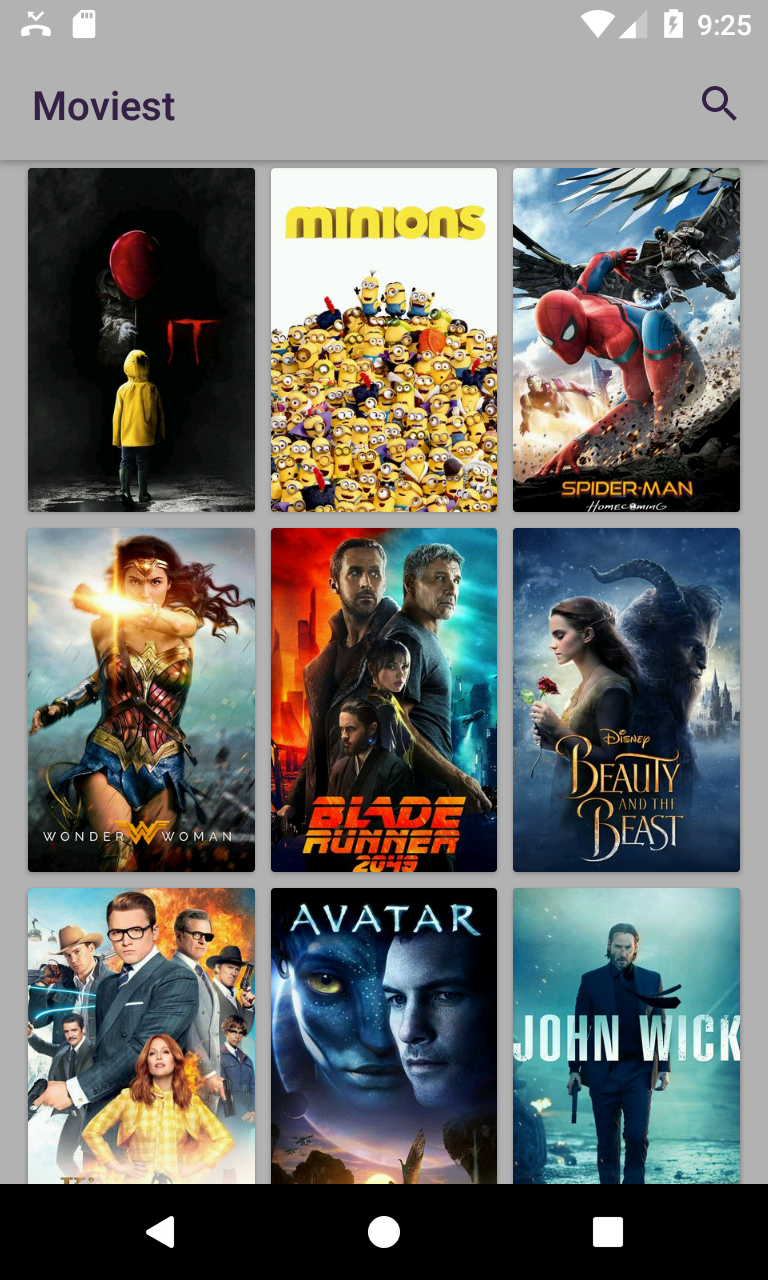 9:25
Moviest
IT
MINIONS
SPIDER-MAN
HOMECOMING
WONDER WOMAN
BLADE
RUNNER
2049
Disney
BEAUTY
AND THE
BEAST
AVATAR
JOHN WICK